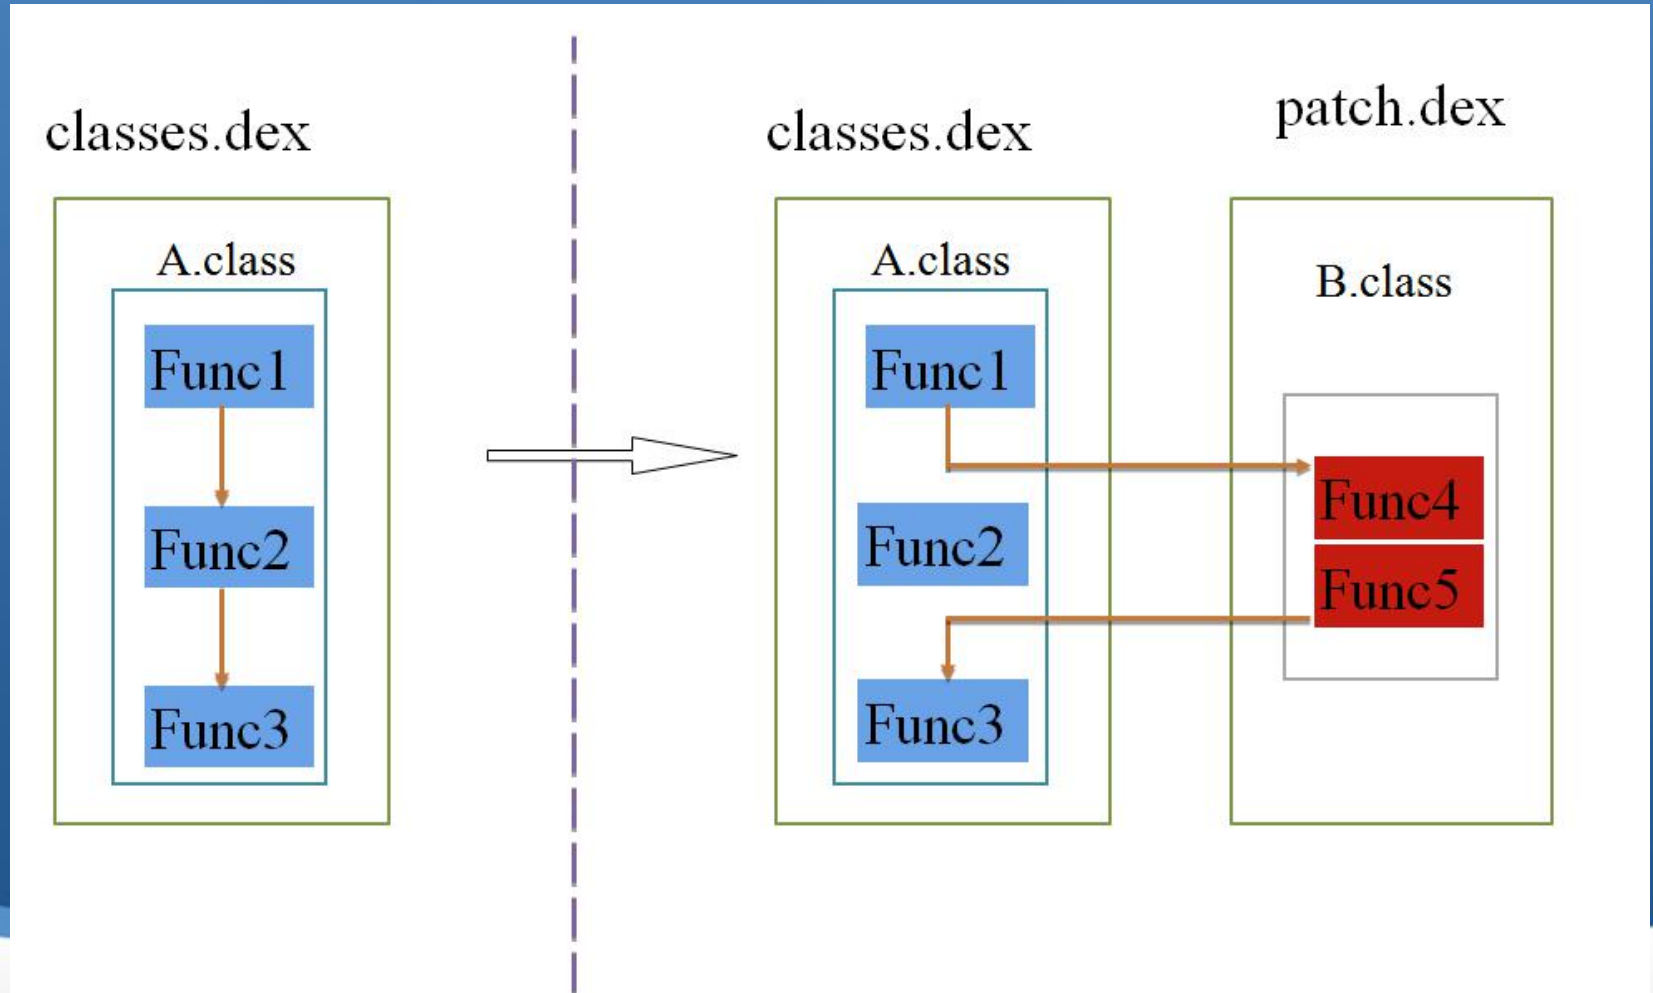 classes.dex
A.class
Func1
Func2
Func3
classes.dex
A.class
Func1
Func2
Func3
patch.dex
B.class
Func4
Func5